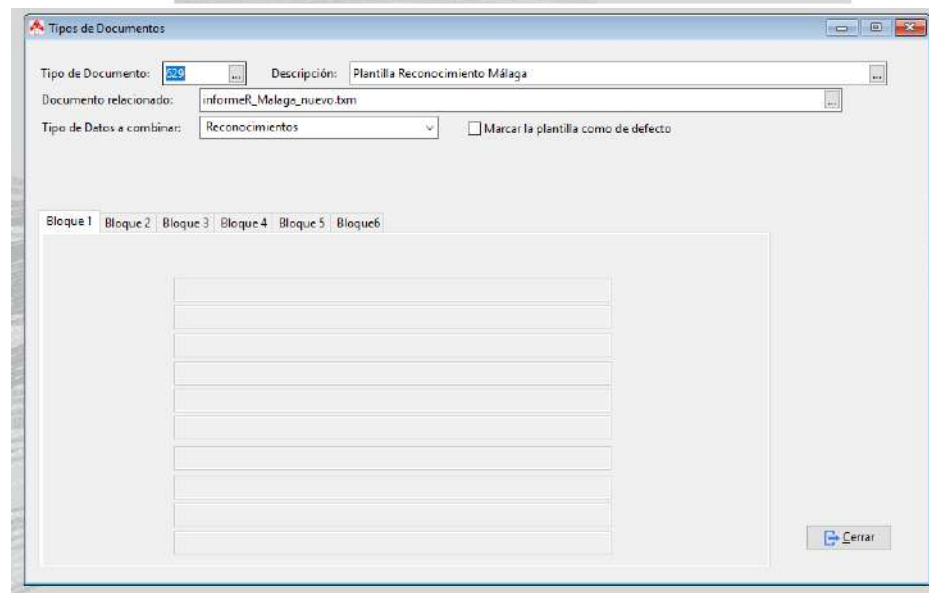 Tipos de Documentos
Tipo de Documento: 629 ... Descripción: Plantilla Reconocimiento Málaga ...
Documento relacionado: informeR_Malaga_nuevo.txm ...
Tipo de Datos a combinar: Reconocimientos Marcar la plantilla como de defecto
Bloque 1 Bloque 2 Bloque 3 Bloque 4 Bloque 5 Bloque6
Cerrar